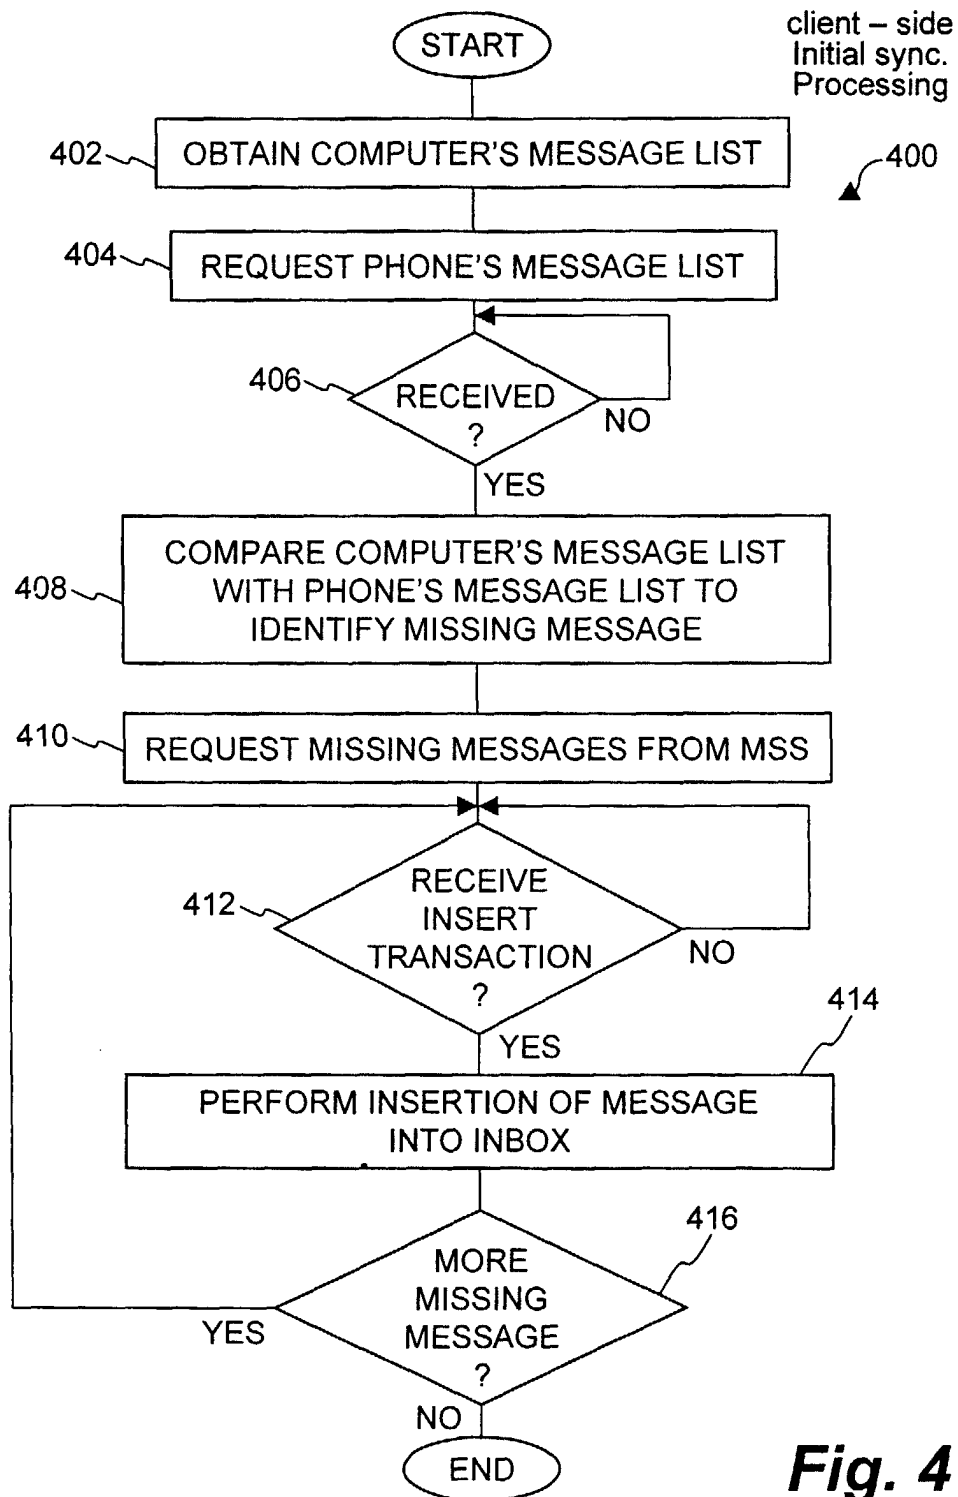 START
client – side
Initial sync.
Processing
400
402
OBTAIN COMPUTER'S MESSAGE LIST
404
REQUEST PHONE'S MESSAGE LIST
406
RECEIVED
?
NO
YES
408
COMPARE COMPUTER'S MESSAGE LIST
WITH PHONE'S MESSAGE LIST TO
IDENTIFY MISSING MESSAGE
410
REQUEST MISSING MESSAGES FROM MSS
412
RECEIVE
INSERT
TRANSACTION
?
NO
YES
414
PERFORM INSERTION OF MESSAGE
INTO INBOX
416
MORE
MISSING
MESSAGE
?
YES
NO
END
Fig. 4